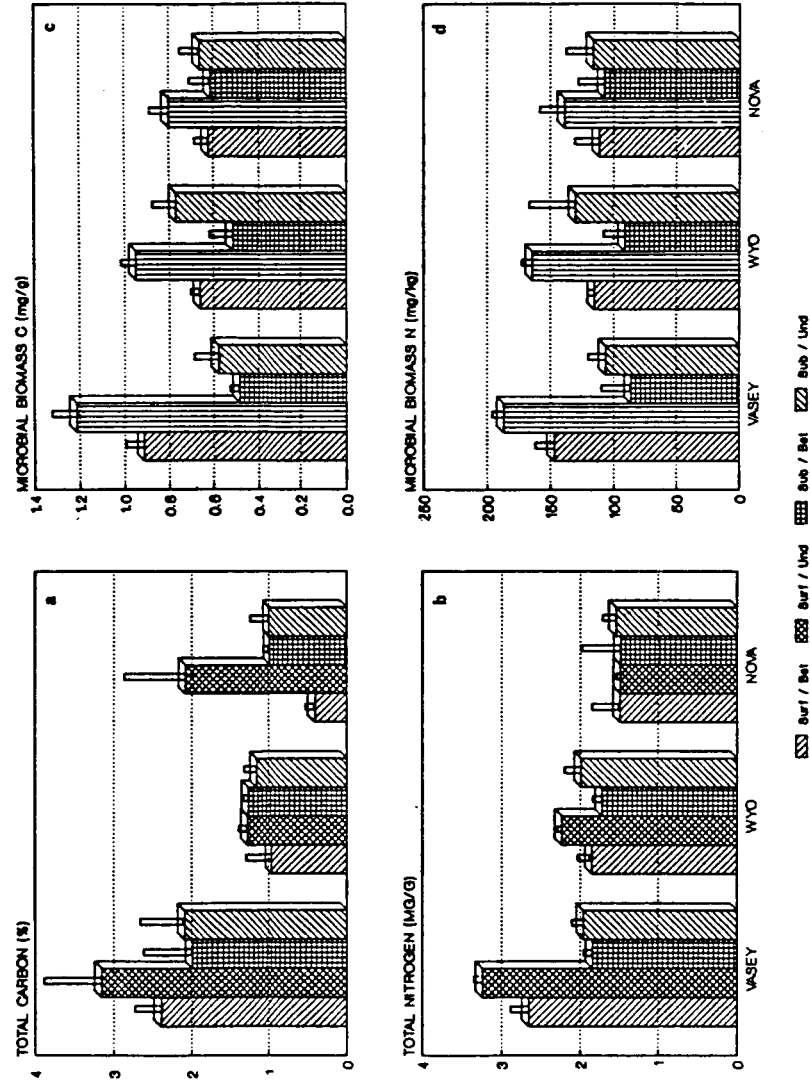 TOTAL CARBON (%)
a
4
3
2
1
0
MICROBIAL BIOMASS C (mg/g)
c
1.4
1.2
1.0
0.8
0.6
0.4
0.2
0.0
TOTAL NITROGEN (MG/G)
b
4
3
2
1
0
VASEY WYO NOVA
MICROBIAL BIOMASS N (mg/kg)
d
250
200
150
100
50
0
VASEY WYO NOVA
Surf / Bet Surf / Und Sub / Bet Sub / Und